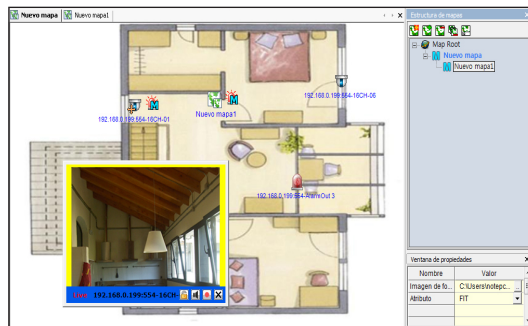 Nuevo mapa
Nuevo mapa1
Estructura de mapas
Map Root
Nuevo mapa
Nuevo mapa1
192.168.0.199:554-16CH-06
192.168.0.199:554-16CH-01
Nuevo mapa1
192.168.0.199:554-AlarmOut 3
192.168.0.199:554-16CH-
Ventana de propiedades
Nombre Valor
Imagen de fo... C:\Users\notepc...
Atributo FIT